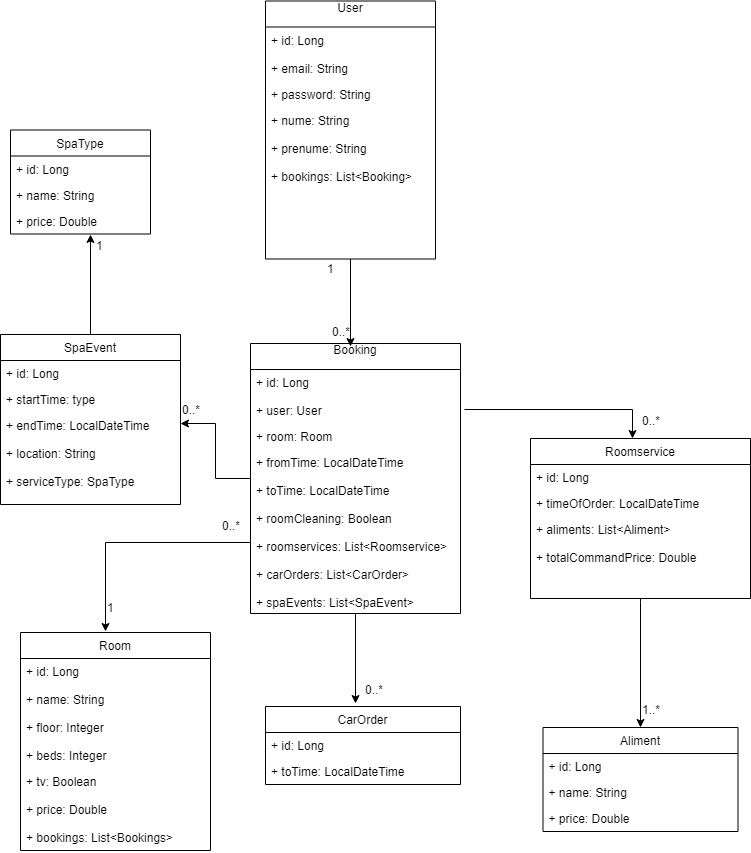 User
+ id: Long
+ email: String
+ password: String
+ nume: String
+ prenume: String
+ bookings: List<Booking>
SpaType
+ id: Long
+ name: String
+ price: Double
1
1
0..*
SpaEvent
+ id: Long
+ startTime: type
+ endTime: LocalDateTime
+ location: String
+ serviceType: SpaType
0..*
Booking
+ id: Long
+ user: User
+ room: Room
+ fromTime: LocalDateTime
+ toTime: LocalDateTime
+ roomCleaning: Boolean
+ roomservices: List<Roomservice>
+ carOrders: List<CarOrder>
+ spaEvents: List<SpaEvent>
0..*
Roomservice
+ id: Long
+ timeOfOrder: LocalDateTime
+ aliments: List<Aliment>
+ totalCommandPrice: Double
0..*
1
Room
+ id: Long
+ name: String
+ floor: Integer
+ beds: Integer
+ tv: Boolean
+ price: Double
+ bookings: List<Bookings>
0..*
CarOrder
+ id: Long
+ toTime: LocalDateTime
1..*
Aliment
+ id: Long
+ name: String
+ price: Double